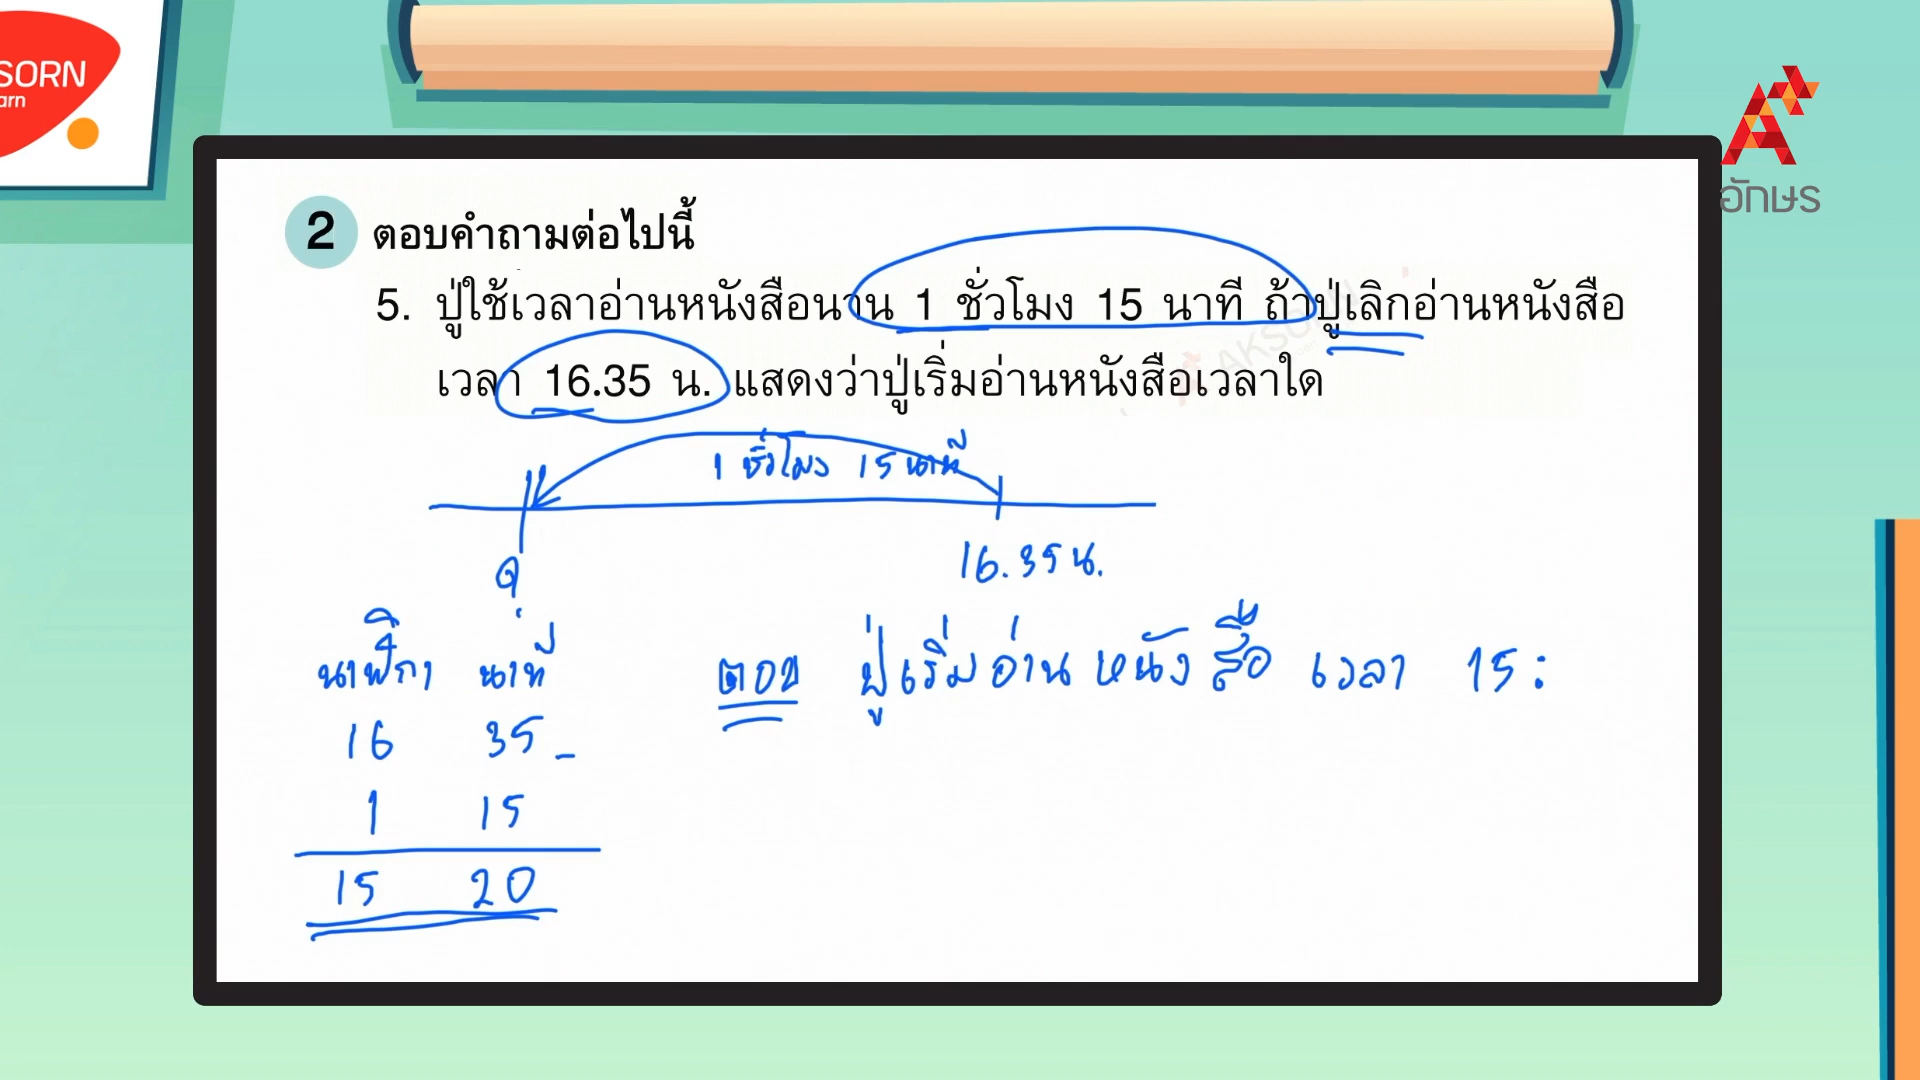 SORN
arn
อักษร
2 ตอบคำถามต่อไปนี้
5. ปู่ใช้เวลาอ่านหนังสือนาน 1 ชั่วโมง 15 นาที ถ้าปู่เลิกอ่านหนังสือ
เวลา 16.35 น. แสดงว่าปู่เริ่มอ่านหนังสือเวลาใด
1 ชั่วโมง 15 นาที
16.35 น.
นาฬิกา นาที
16 35 -
1 15
15 20
ตอบ ปู่เริ่มอ่านหนังสือ เวลา 15: